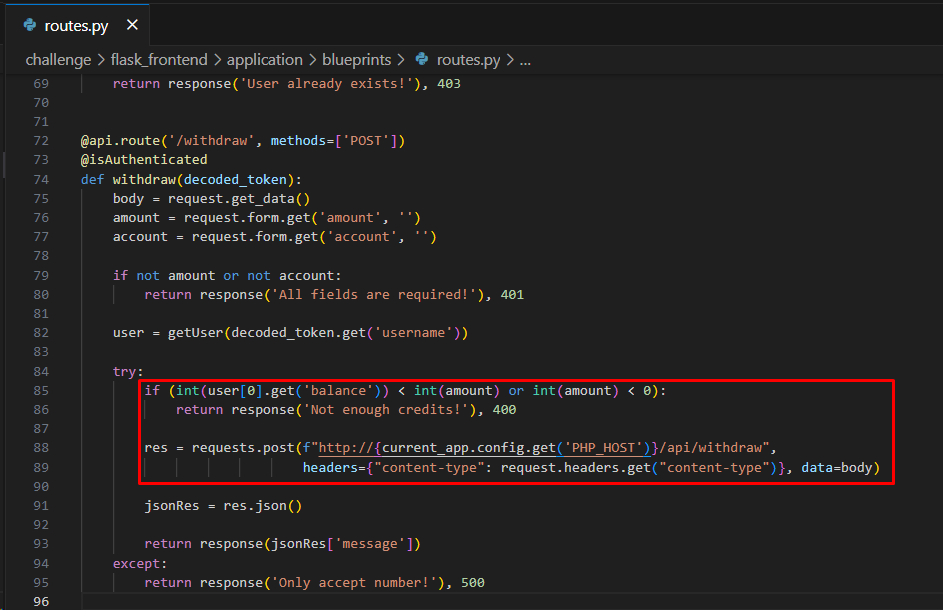 routes.py ×
challenge > flask_frontend > application > blueprints > routes.py > ...
69 return response('User already exists!'), 403
70
71
72 @api.route('/withdraw', methods=['POST'])
73 @isAuthenticated
74 def withdraw(decoded_token):
75 body = request.get_data()
76 amount = request.form.get('amount', '')
77 account = request.form.get('account', '')
78
79 if not amount or not account:
80 return response('All fields are required!'), 401
81
82 user = getUser(decoded_token.get('username'))
83
84 try:
85 if (int(user[0].get('balance')) < int(amount) or int(amount) < 0):
86 return response('Not enough credits!'), 400
87
88 res = requests.post(f"http://{current_app.config.get('PHP_HOST')}/api/withdraw",
89 headers={"content-type": request.headers.get("content-type")}, data=body)
90
91 jsonRes = res.json()
92
93 return response(jsonRes['message'])
94 except:
95 return response('Only accept number!'), 500
96